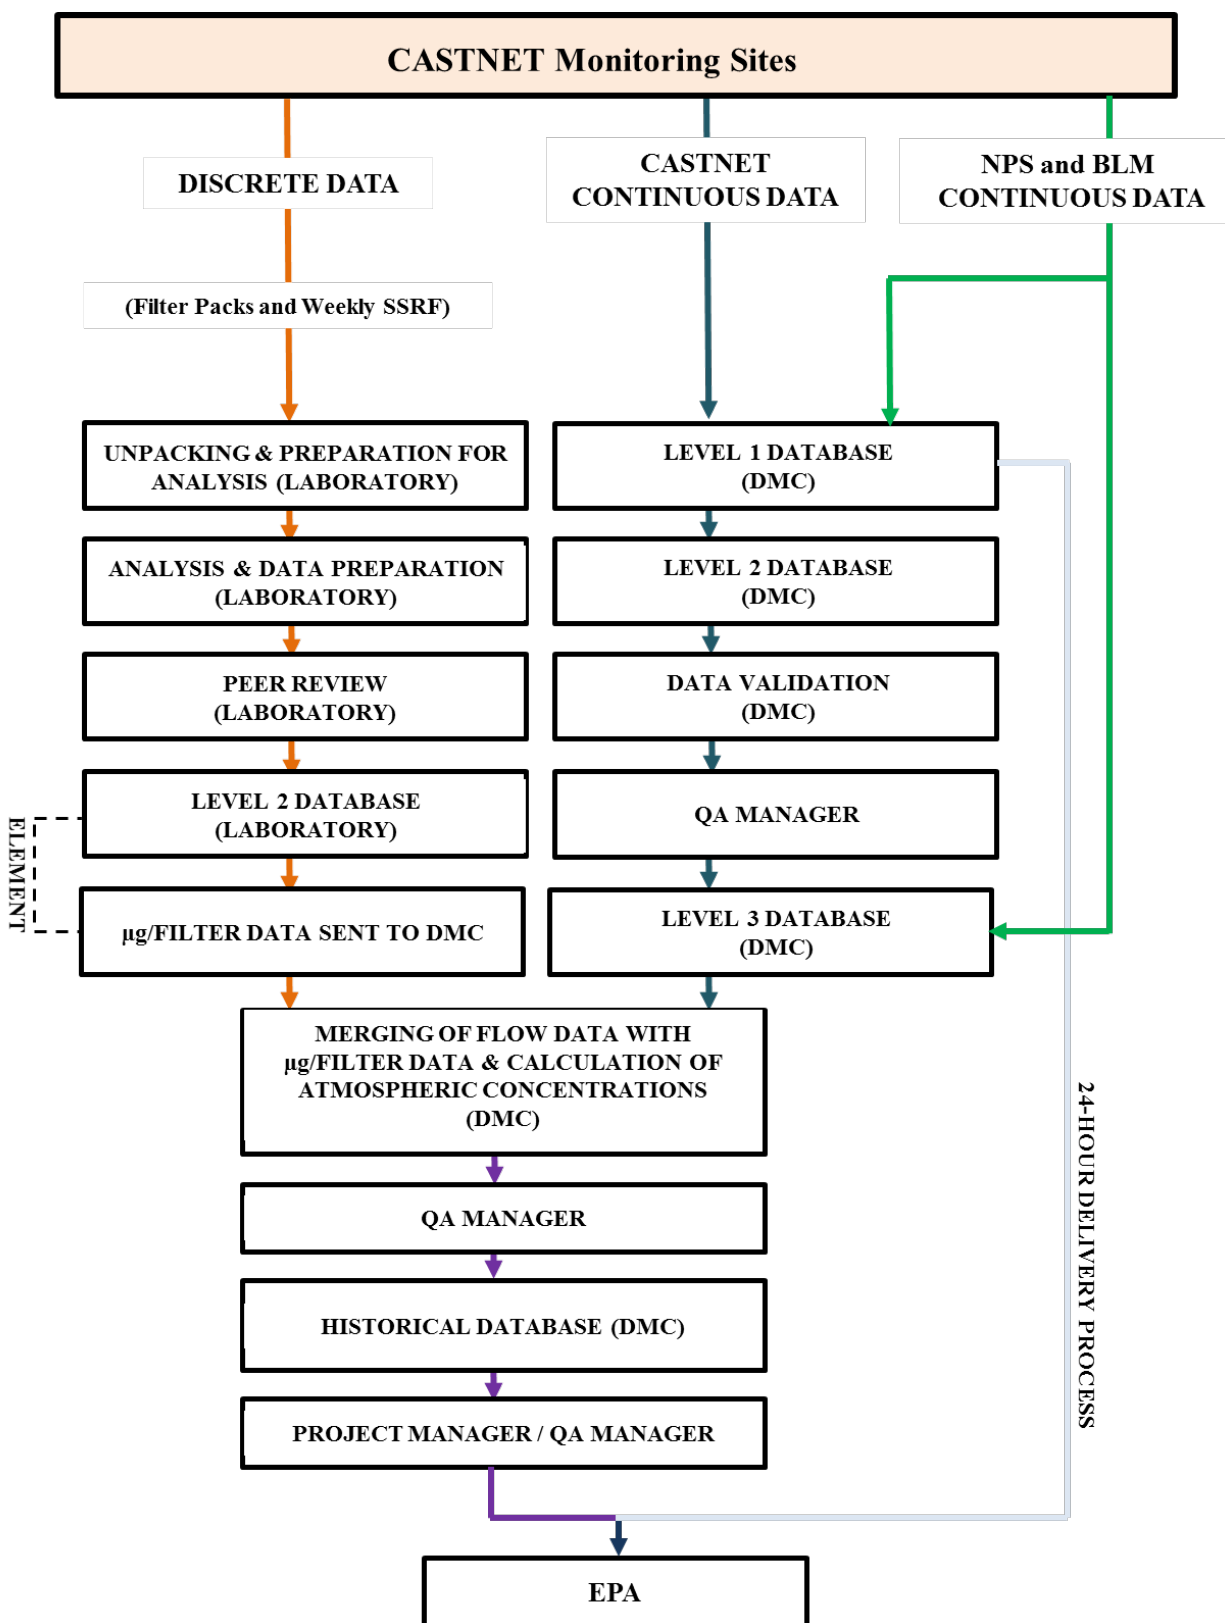 CASTNET Monitoring Sites
DISCRETE DATA
CASTNET
CONTINUOUS DATA
NPS and BLM
CONTINUOUS DATA
(Filter Packs and Weekly SSRF)
UNPACKING & PREPARATION FOR
ANALYSIS (LABORATORY)
LEVEL 1 DATABASE
(DMC)
ANALYSIS & DATA PREPARATION
(LABORATORY)
LEVEL 2 DATABASE
(DMC)
PEER REVIEW
(LABORATORY)
DATA VALIDATION
(DMC)
LEVEL 2 DATABASE
(LABORATORY)
QA MANAGER
ELEMENT
µg/FILTER DATA SENT TO DMC
LEVEL 3 DATABASE
(DMC)
MERGING OF FLOW DATA WITH
µg/FILTER DATA & CALCULATION OF
ATMOSPHERIC CONCENTRATIONS
(DMC)
24-HOUR DELIVERY PROCESS
QA MANAGER
HISTORICAL DATABASE (DMC)
PROJECT MANAGER / QA MANAGER
EPA